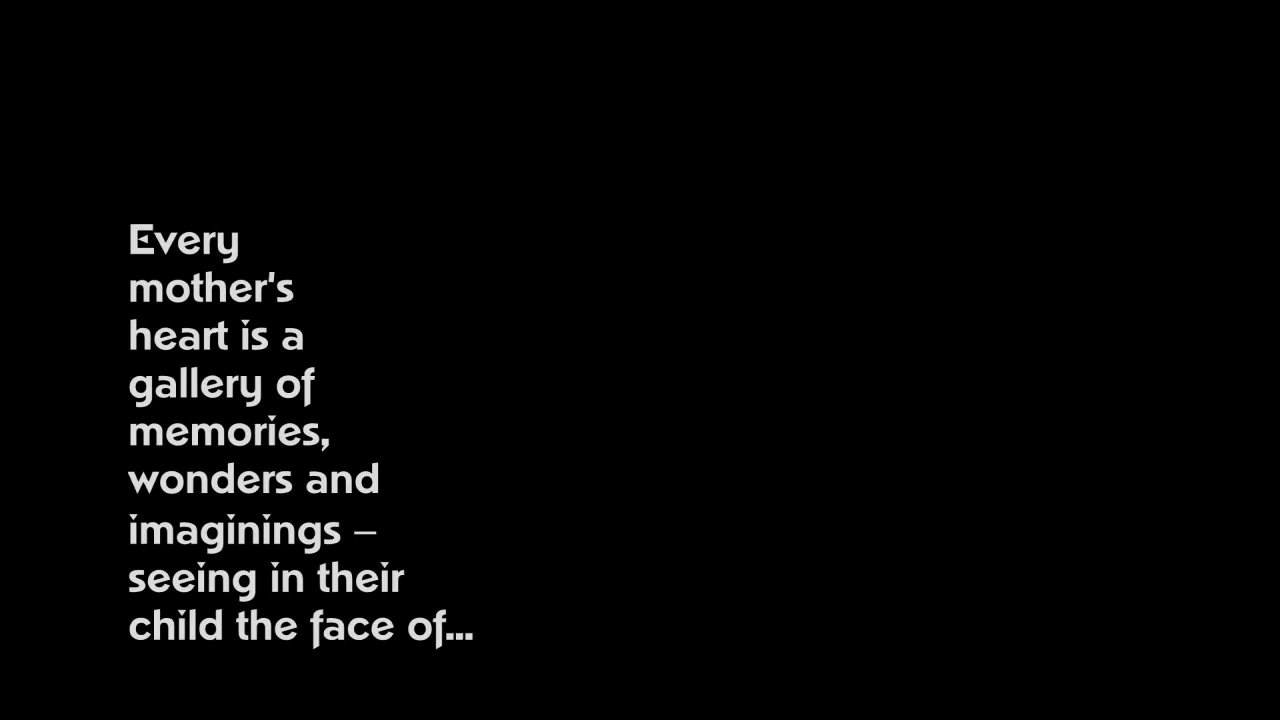 Every
mother's
heart is a
gallery of
memories,
wonders and
imaginings –
seeing in their
child the face of...